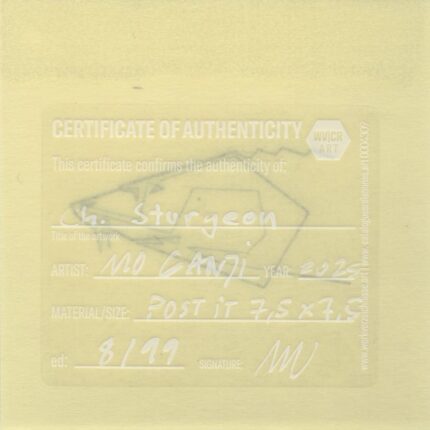 CERTIFICATE OF AUTHENTICITY
WVCR
ART
This certificate confirms the authenticity of:
Ch. Sturgeon
Title of the artwork
ARTIST: MO GANJI YEAR: 2025
MATERIAL/SIZE: POST IT 7,5 x 7,5
ed: 8/99 SIGNATURE: